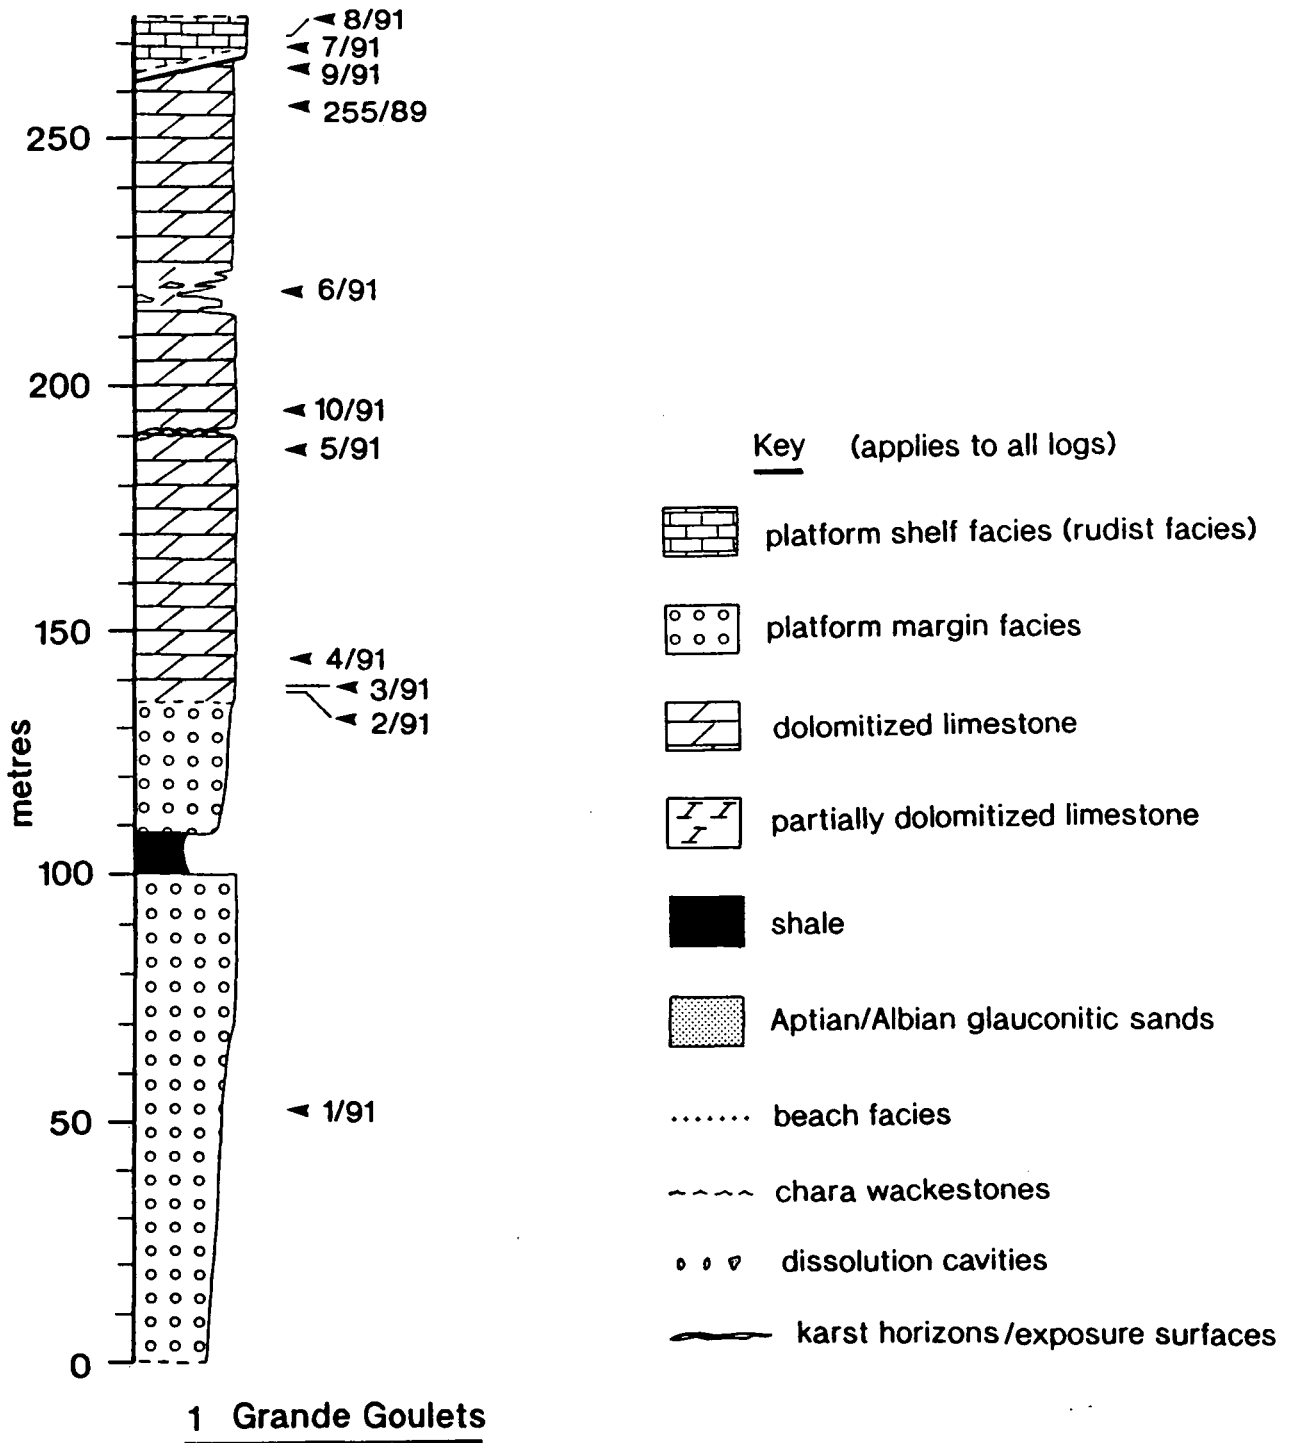 8/91
7/91
9/91
255/89
250
6/91
200
10/91
5/91
150
4/91
3/91
2/91
metres
100
50
1/91
0
1 Grande Goulets
Key (applies to all logs)
platform shelf facies (rudist facies)
platform margin facies
dolomitized limestone
partially dolomitized limestone
shale
Aptian/Albian glauconitic sands
beach facies
chara wackestones
dissolution cavities
karst horizons/exposure surfaces